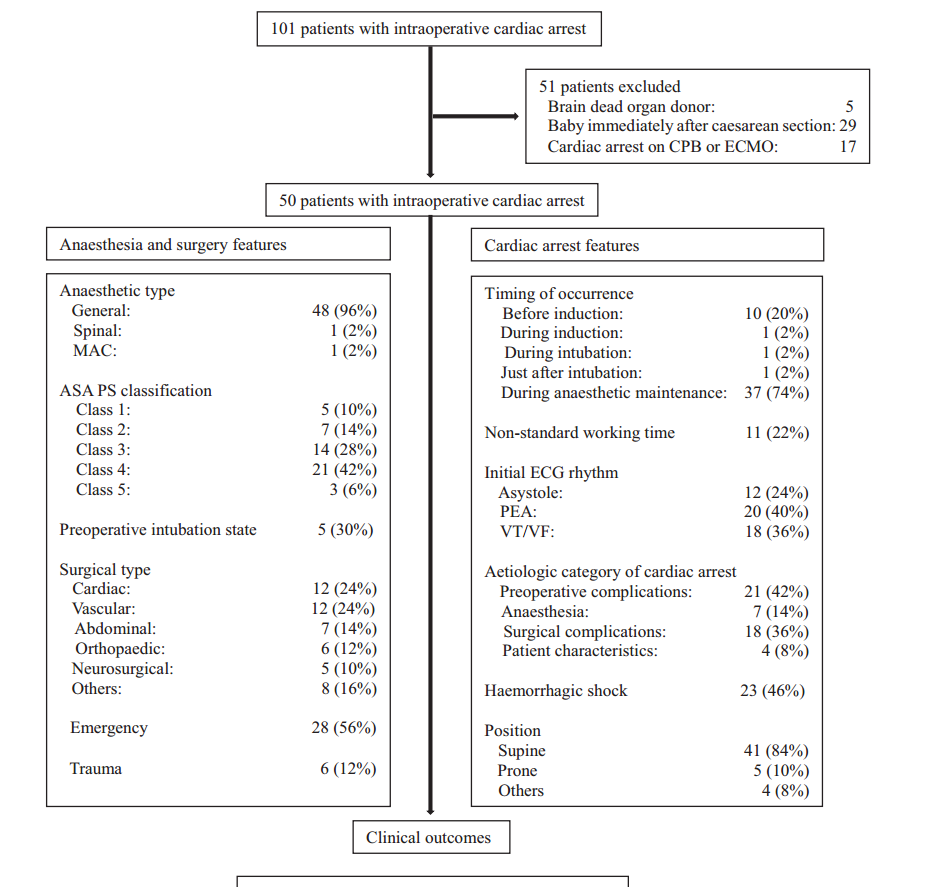 101 patients with intraoperative cardiac arrest
51 patients excluded
Brain dead organ donor: 5
Baby immediately after caesarean section: 29
Cardiac arrest on CPB or ECMO: 17
50 patients with intraoperative cardiac arrest
Anaesthesia and surgery features
Anaesthetic type
General: 48 (96%)
Spinal: 1 (2%)
MAC: 1 (2%)
ASA PS classification
Class 1: 5 (10%)
Class 2: 7 (14%)
Class 3: 14 (28%)
Class 4: 21 (42%)
Class 5: 3 (6%)
Preoperative intubation state 5 (30%)
Surgical type
Cardiac: 12 (24%)
Vascular: 12 (24%)
Abdominal: 7 (14%)
Orthopaedic: 6 (12%)
Neurosurgical: 5 (10%)
Others: 8 (16%)
Emergency 28 (56%)
Trauma 6 (12%)
Cardiac arrest features
Timing of occurrence
Before induction: 10 (20%)
During induction: 1 (2%)
During intubation: 1 (2%)
Just after intubation: 1 (2%)
During anaesthetic maintenance: 37 (74%)
Non-standard working time 11 (22%)
Initial ECG rhythm
Asystole: 12 (24%)
PEA: 20 (40%)
VT/VF: 18 (36%)
Aetiologic category of cardiac arrest
Preoperative complications: 21 (42%)
Anaesthesia: 7 (14%)
Surgical complications: 18 (36%)
Patient characteristics: 4 (8%)
Haemorrhagic shock 23 (46%)
Position
Supine 41 (84%)
Prone 5 (10%)
Others 4 (8%)
Clinical outcomes